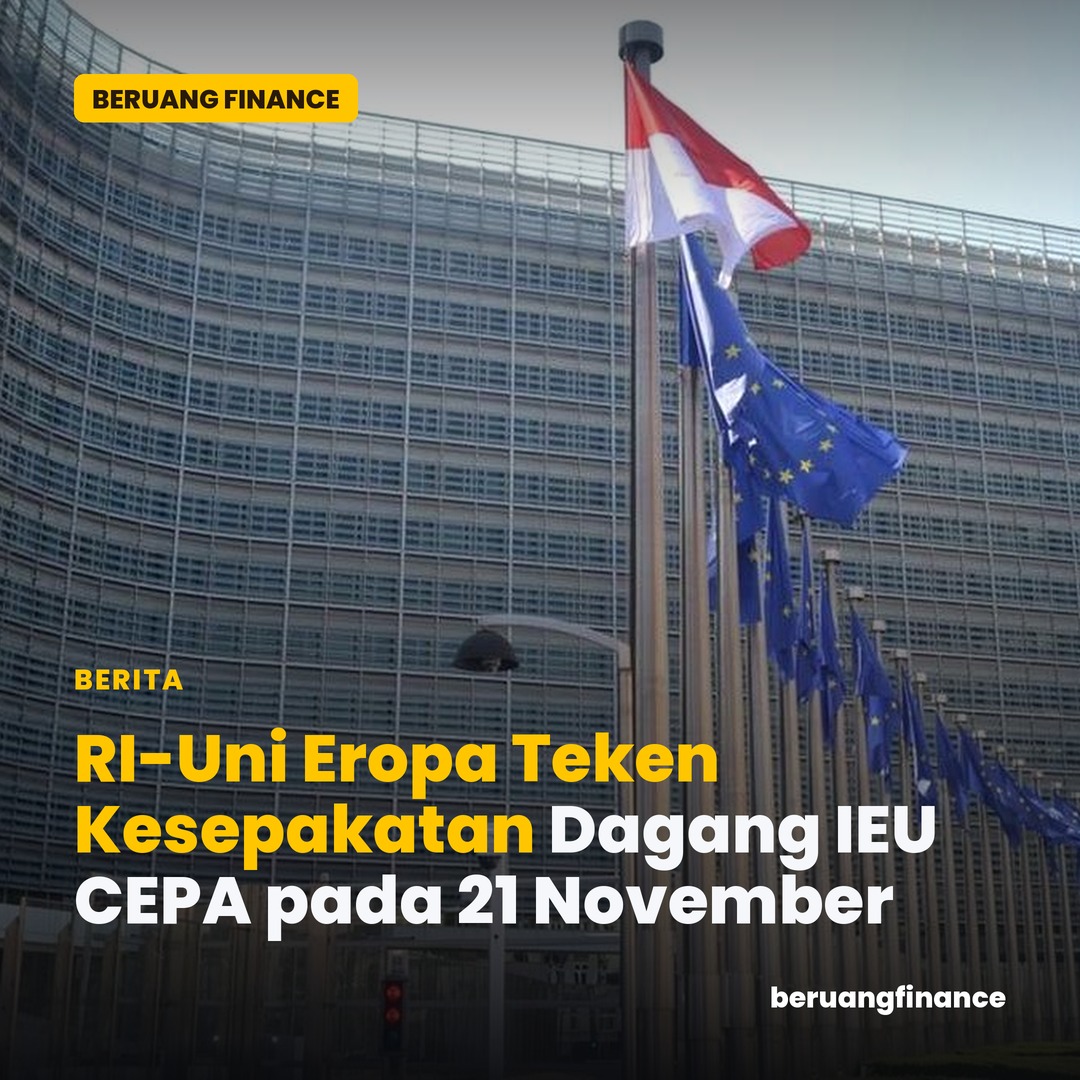 BERUANG FINANCE
BERITA
RI-Uni Eropa Teken
Kesepakatan Dagang IEU
CEPA pada 21 November
beruangfinance